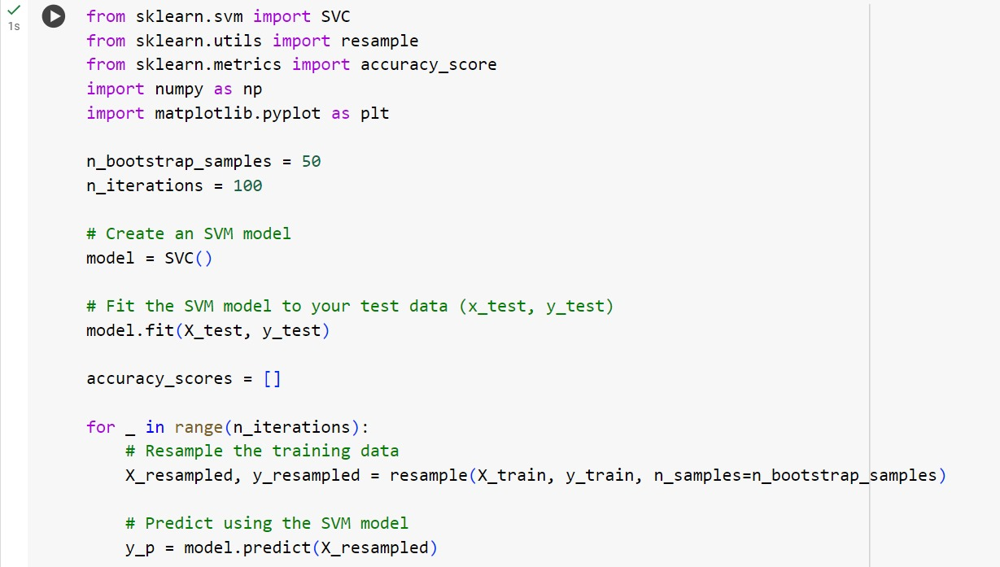 1s
from sklearn.svm import SVC
from sklearn.utils import resample
from sklearn.metrics import accuracy_score
import numpy as np
import matplotlib.pyplot as plt
n_bootstrap_samples = 50
n_iterations = 100
# Create an SVM model
model = SVC()
# Fit the SVM model to your test data (x_test, y_test)
model.fit(X_test, y_test)
accuracy_scores = []
for _ in range(n_iterations):
# Resample the training data
X_resampled, y_resampled = resample(X_train, y_train, n_samples=n_bootstrap_samples)
# Predict using the SVM model
y_p = model.predict(X_resampled)